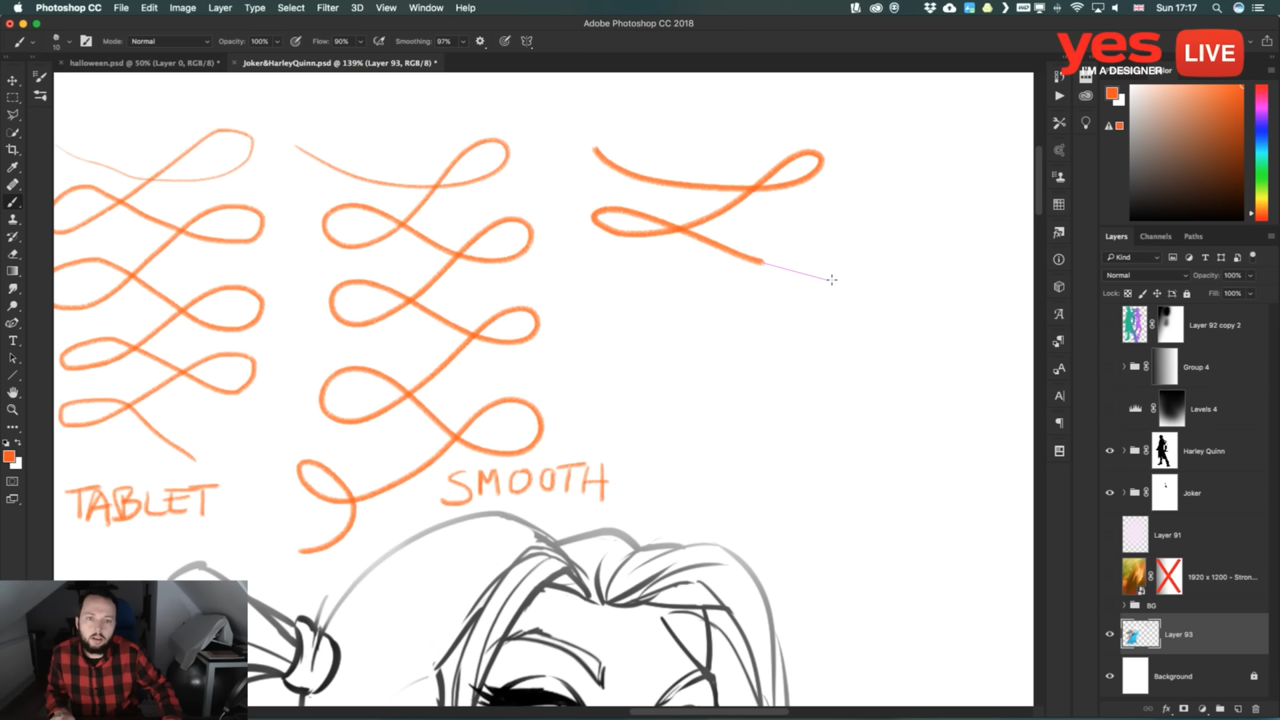 Photoshop CC File Edit Image Layer Type Select Filter 3D View Window Help
Sun 17:17
Adobe Photoshop CC 2018
10 Mode: Normal Opacity: 100% Flow: 90% Smoothing: 97%
halloween.psd @ 50% (Layer 0, RGB/8) *
Joker&HarleyQuinn.psd @ 139% (Layer 93, RGB/8) *
yes
I'M A DESIGNER
LIVE
Color
Layers Channels Paths
Kind
Normal Opacity: 100%
Lock: Fill: 100%
Layer 92 copy 2
Group 4
Levels 4
Harley Quinn
Joker
Layer 91
1920 x 1200 - Stron...
BG
Layer 93
Background
TABLET
SMOOTH